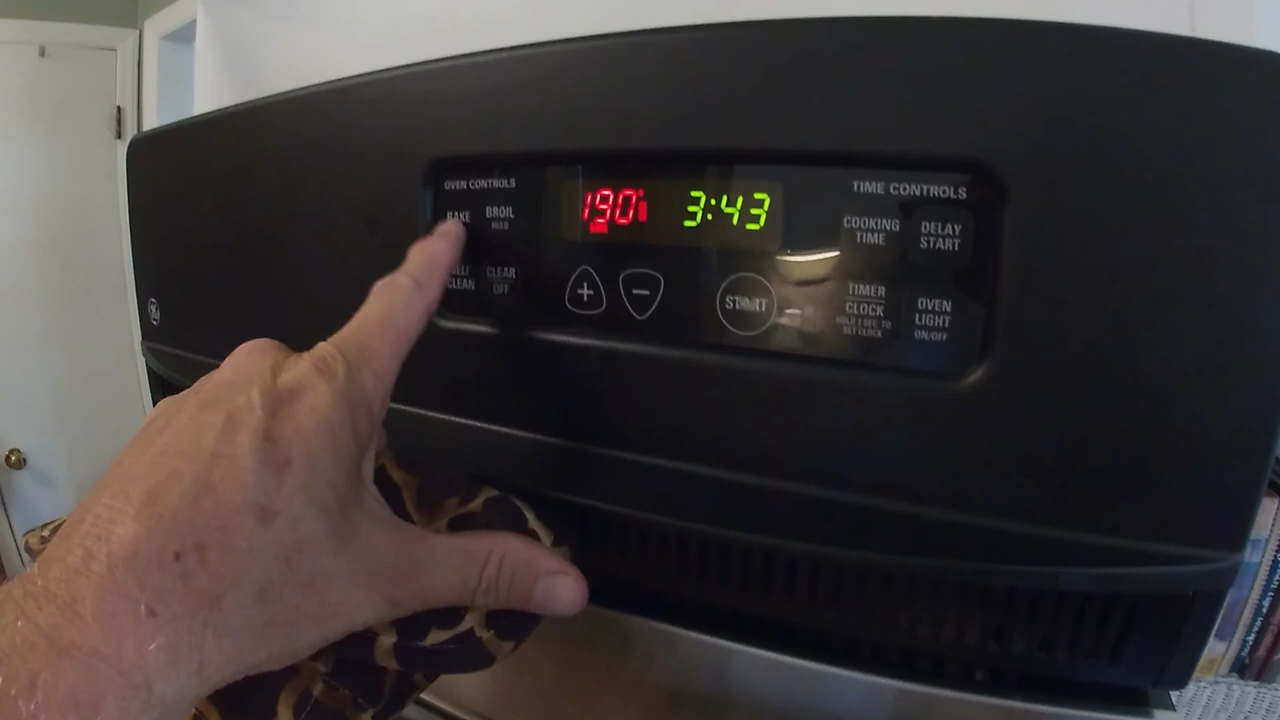 OVEN CONTROLS
BAKE
BROIL
HI/LO
CLEAN
CLEAR
OFF
190
3:43
START
TIME CONTROLS
COOKING
TIME
DELAY
START
TIMER
CLOCK
HOLD 3 SEC TO
SET CLOCK
OVEN
LIGHT
ON/OFF
GE